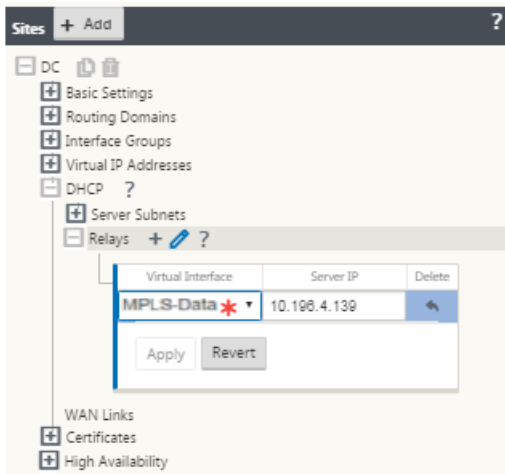 Sites + Add ?
DC
Basic Settings
Routing Domains
Interface Groups
Virtual IP Addresses
DHCP ?
Server Subnets
Relays + ?
Virtual Interface Server IP Delete
MPLS-Data * 10.196.4.139
Apply Revert
WAN Links
Certificates
High Availability